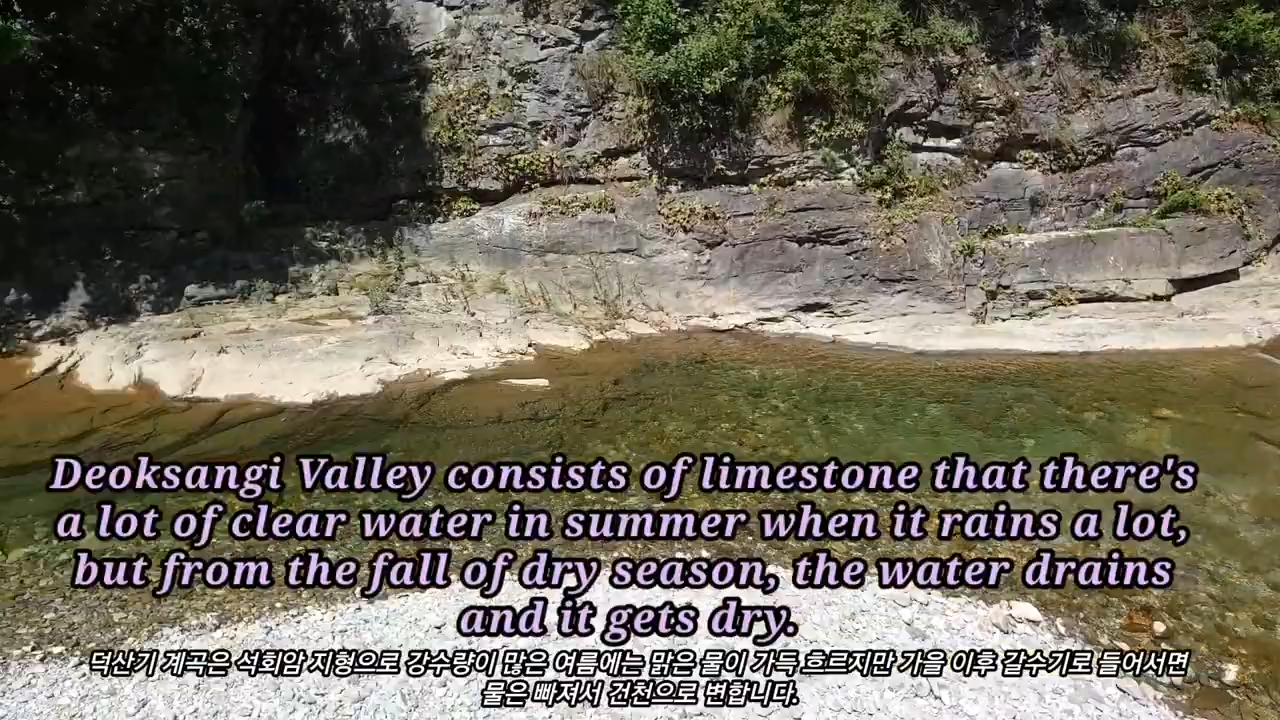 Deoksangi Valley consists of limestone that there's
a lot of clear water in summer when it rains a lot,
but from the fall of dry season, the water drains
and it gets dry.
덕산기 계곡은 석회암 지형으로 강수량이 많은 여름에는 맑은 물이 가득 흐르지만 가을 이후 갈수기로 들어서면
물은 빠져서 건천으로 변합니다.